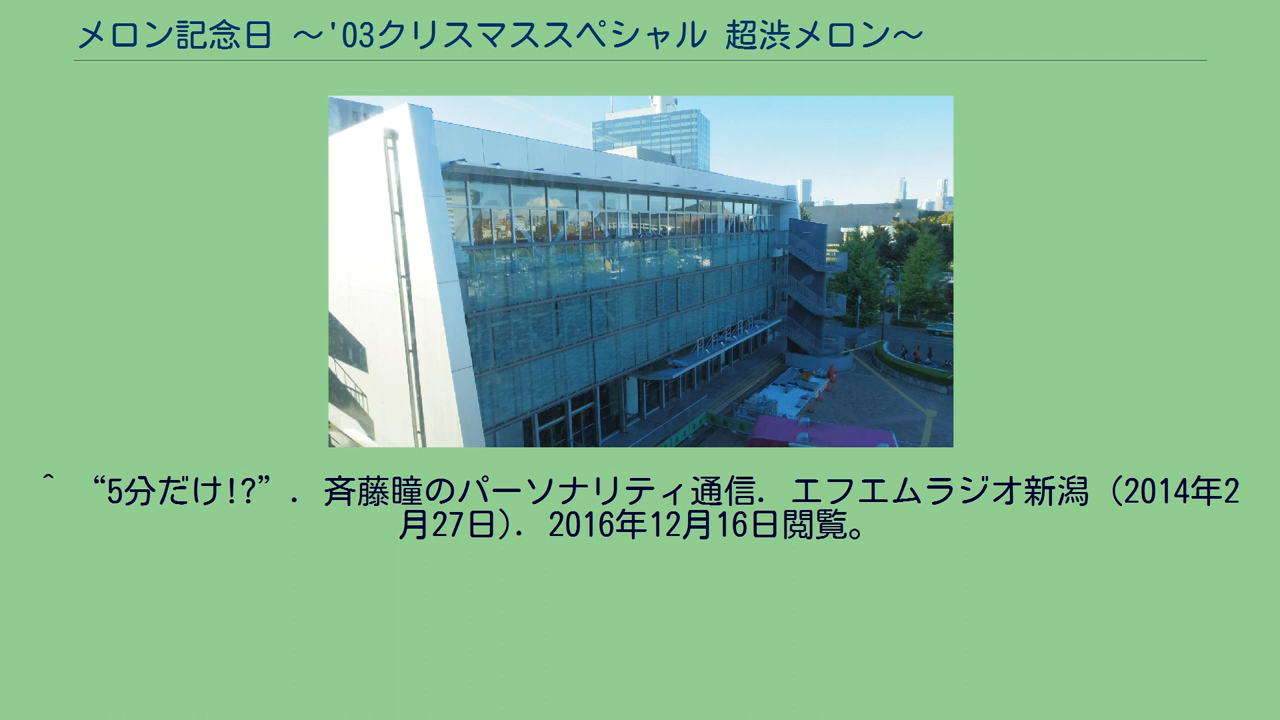 メロン記念日 ～'03クリスマススペシャル 超渋メロン～
^ “5分だけ!?”. 斉藤瞳のパーソナリティ通信. エフエムラジオ新潟 (2014年2
月27日). 2016年12月16日閲覧。